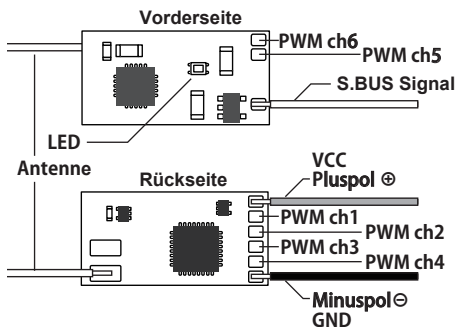 Vorderseite
PWM ch6
PWM ch5
S.BUS Signal
LED
Antenne
Rückseite
VCC
Pluspol ⊕
PWM ch1
PWM ch2
PWM ch3
PWM ch4
Minuspol⊖
GND